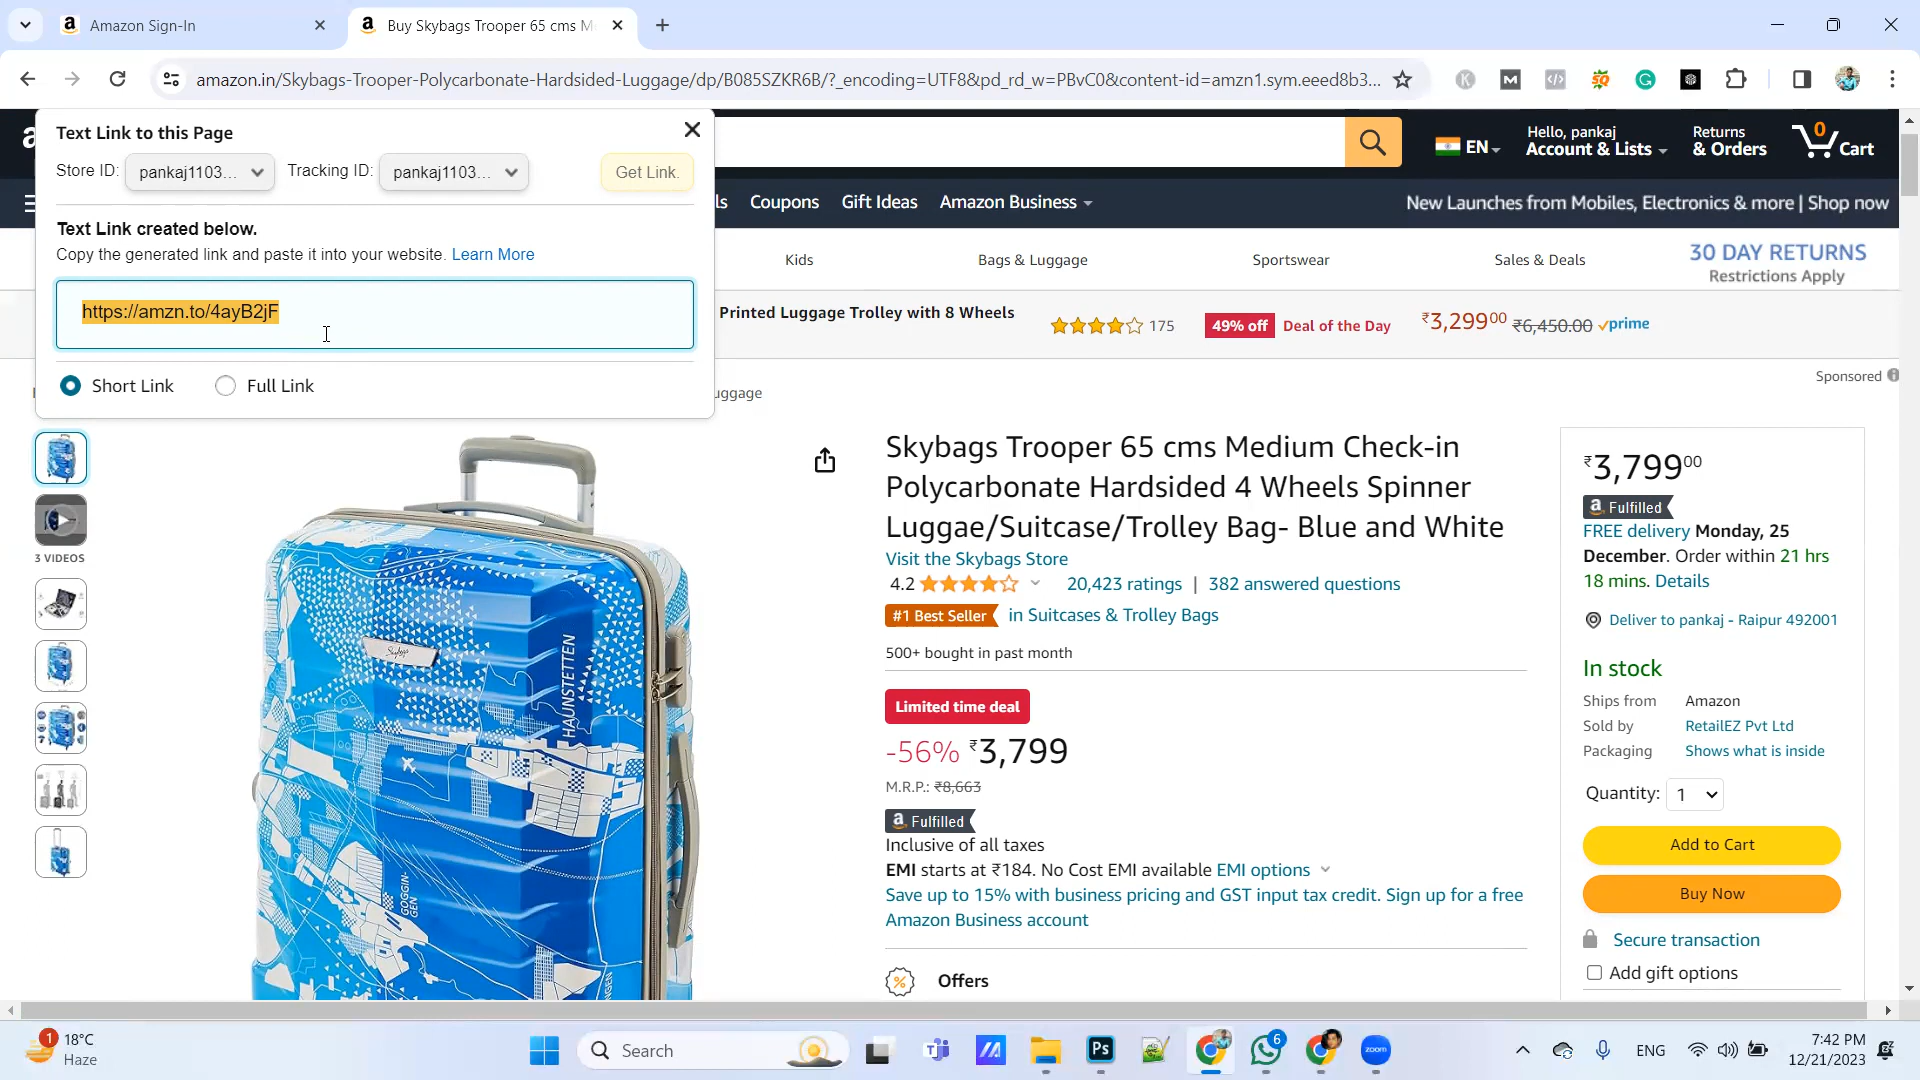 Amazon Sign-In
Buy Skybags Trooper 65 cms M
amazon.in/Skybags-Trooper-Polycarbonate-Hardsided-Luggage/dp/B085SZKR6B/?_encoding=UTF8&pd_rd_w=PBvC0&content-id=amzn1.sym.eeed8b3...
Text Link to this Page
Store ID: pankaj1103... Tracking ID: pankaj1103... Get Link.
Text Link created below.
Copy the generated link and paste it into your website. Learn More
https://amzn.to/4ayB2jF
Short Link Full Link
EN
Hello, pankaj
Account & Lists
Returns
& Orders
0
Cart
ls Coupons Gift Ideas Amazon Business
New Launches from Mobiles, Electronics & more | Shop now
Kids Bags & Luggage Sportswear Sales & Deals
30 DAY RETURNS
Restrictions Apply
Printed Luggage Trolley with 8 Wheels
175
49% off Deal of the Day
₹3,29900 ₹6,450.00 prime
Sponsored
uggage
3 VIDEOS
Skybags
HAUNSTETTEN
GOGGIN-
GEN
Skybags Trooper 65 cms Medium Check-in
Polycarbonate Hardsided 4 Wheels Spinner
Luggae/Suitcase/Trolley Bag- Blue and White
Visit the Skybags Store
4.2 20,423 ratings | 382 answered questions
#1 Best Seller in Suitcases & Trolley Bags
500+ bought in past month
Limited time deal
-56% ₹3,799
M.R.P.: ₹8,663
a Fulfilled
Inclusive of all taxes
EMI starts at ₹184. No Cost EMI available EMI options
Save up to 15% with business pricing and GST input tax credit. Sign up for a free
Amazon Business account
Offers
₹3,79900
a Fulfilled
FREE delivery Monday, 25
December. Order within 21 hrs
18 mins. Details
Deliver to pankaj - Raipur 492001
In stock
Ships from Amazon
Sold by RetailEZ Pvt Ltd
Packaging Shows what is inside
Quantity: 1
Add to Cart
Buy Now
Secure transaction
Add gift options
1
18°C
Haze
Search
Ps
6
zoom
ENG
7:42 PM
12/21/2023